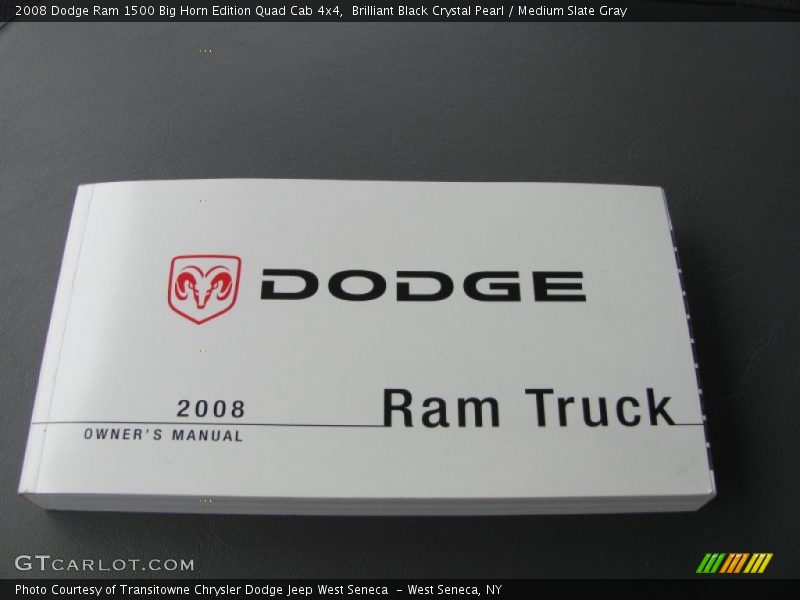 2008 Dodge Ram 1500 Big Horn Edition Quad Cab 4x4,  Brilliant Black Crystal Pearl / Medium Slate Gray
DODGE
2008
Ram Truck
OWNER'S MANUAL
GTCARLOT.COM
Photo Courtesy of Transitowne Chrysler Dodge Jeep West Seneca  - West Seneca, NY